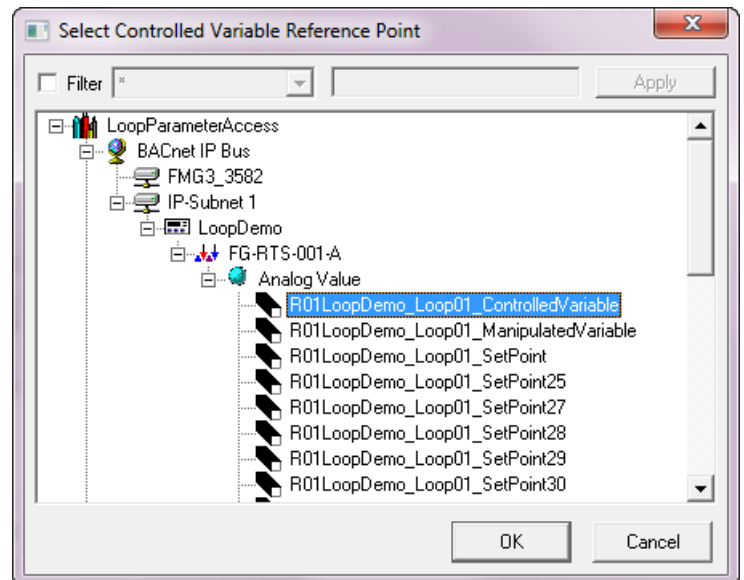 Select Controlled Variable Reference Point
Filter * Apply
LoopParameterAccess
BACnet IP Bus
FMG3_3582
IP-Subnet 1
LoopDemo
FG-RTS-001-A
Analog Value
R01LoopDemo_Loop01_ControlledVariable
R01LoopDemo_Loop01_ManipulatedVariable
R01LoopDemo_Loop01_SetPoint
R01LoopDemo_Loop01_SetPoint25
R01LoopDemo_Loop01_SetPoint27
R01LoopDemo_Loop01_SetPoint28
R01LoopDemo_Loop01_SetPoint29
R01LoopDemo_Loop01_SetPoint30
OK Cancel